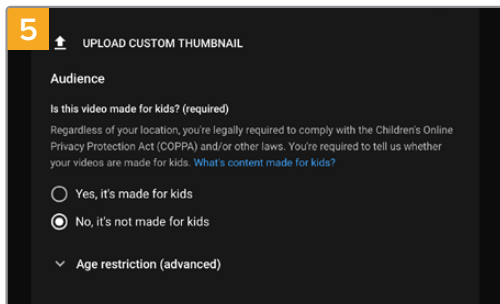 5
UPLOAD CUSTOM THUMBNAIL
Audience
Is this video made for kids? (required)
Regardless of your location, you're legally required to comply with the Children's Online
Privacy Protection Act (COPPA) and/or other laws. You're required to tell us whether
your videos are made for kids. What's content made for kids?
Yes, it's made for kids
No, it's not made for kids
Age restriction (advanced)